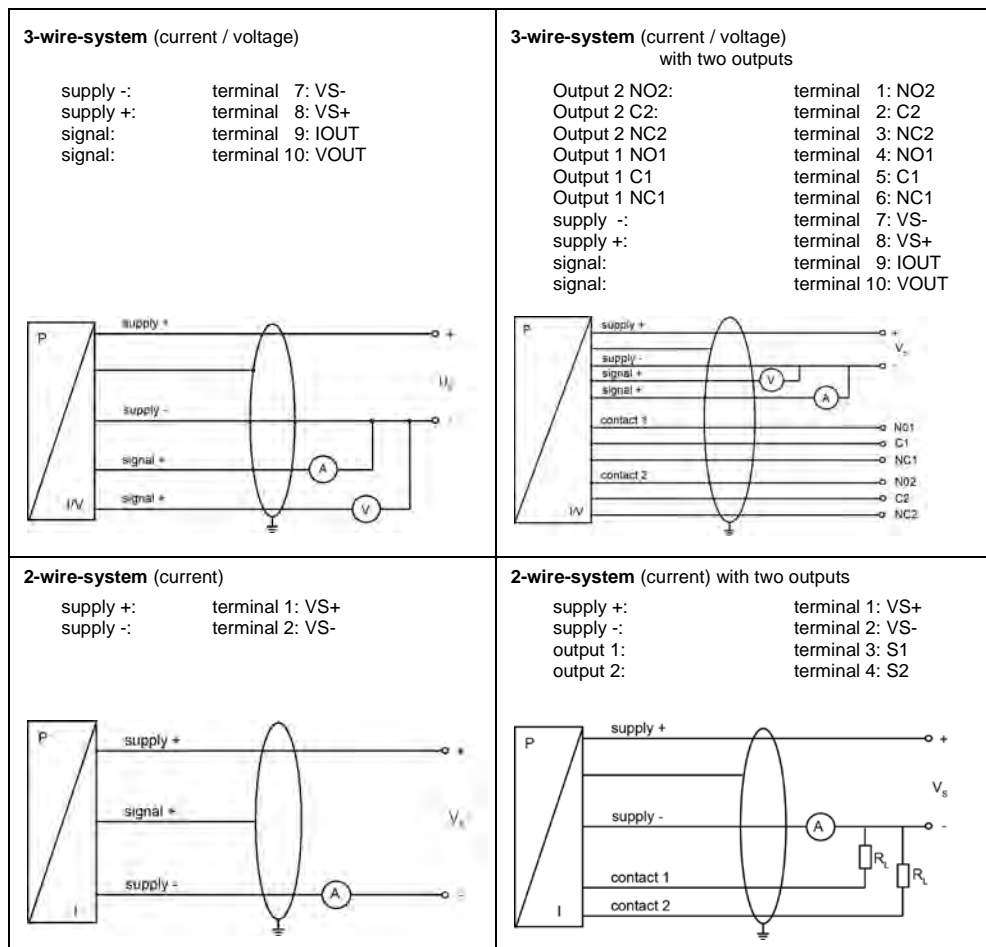 3-wire-system (current / voltage)
supply -: terminal 7: VS-
supply +: terminal 8: VS+
signal: terminal 9: IOUT
signal: terminal 10: VOUT
P
supply +
+
supply -
signal +
A
signal +
V
I/V
3-wire-system (current / voltage)
with two outputs
Output 2 NO2: terminal 1: NO2
Output 2 C2: terminal 2: C2
Output 2 NC2 terminal 3: NC2
Output 1 NO1 terminal 4: NO1
Output 1 C1 terminal 5: C1
Output 1 NC1 terminal 6: NC1
supply -: terminal 7: VS-
supply +: terminal 8: VS+
signal: terminal 9: IOUT
signal: terminal 10: VOUT
P
supply +
+
supply -
-
signal +
V
signal +
A
contact 1
N01
C1
NC1
contact 2
N02
C2
NC2
I/V
2-wire-system (current)
supply +: terminal 1: VS+
supply -: terminal 2: VS-
P
supply +
signal +
Vs
supply -
A
I
2-wire-system (current) with two outputs
supply +: terminal 1: VS+
supply -: terminal 2: VS-
output 1: terminal 3: S1
output 2: terminal 4: S2
P
supply +
+
Vs
supply -
A
-
RL
RL
contact 1
contact 2
I